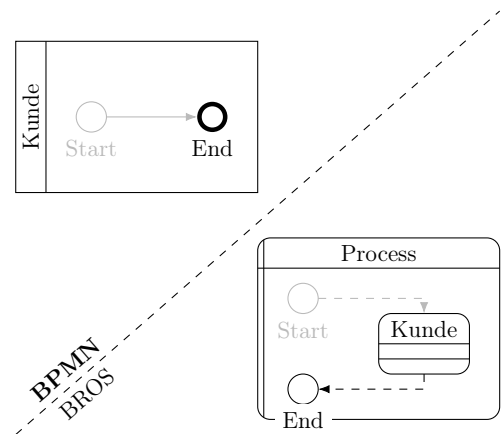 Kunde
Start
End
Process
Start
Kunde
End
BPMN
BROS